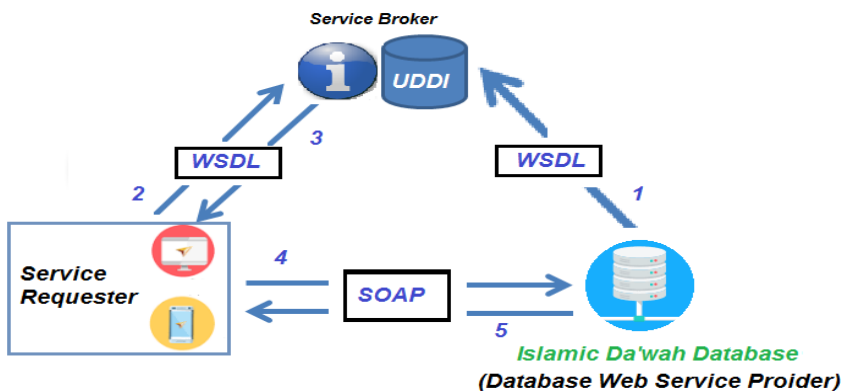 Service Broker
i
UDDI
3
WSDL
WSDL
2
1
Service
Requester
4
SOAP
5
Islamic Da'wah Database
(Database Web Service Proider)